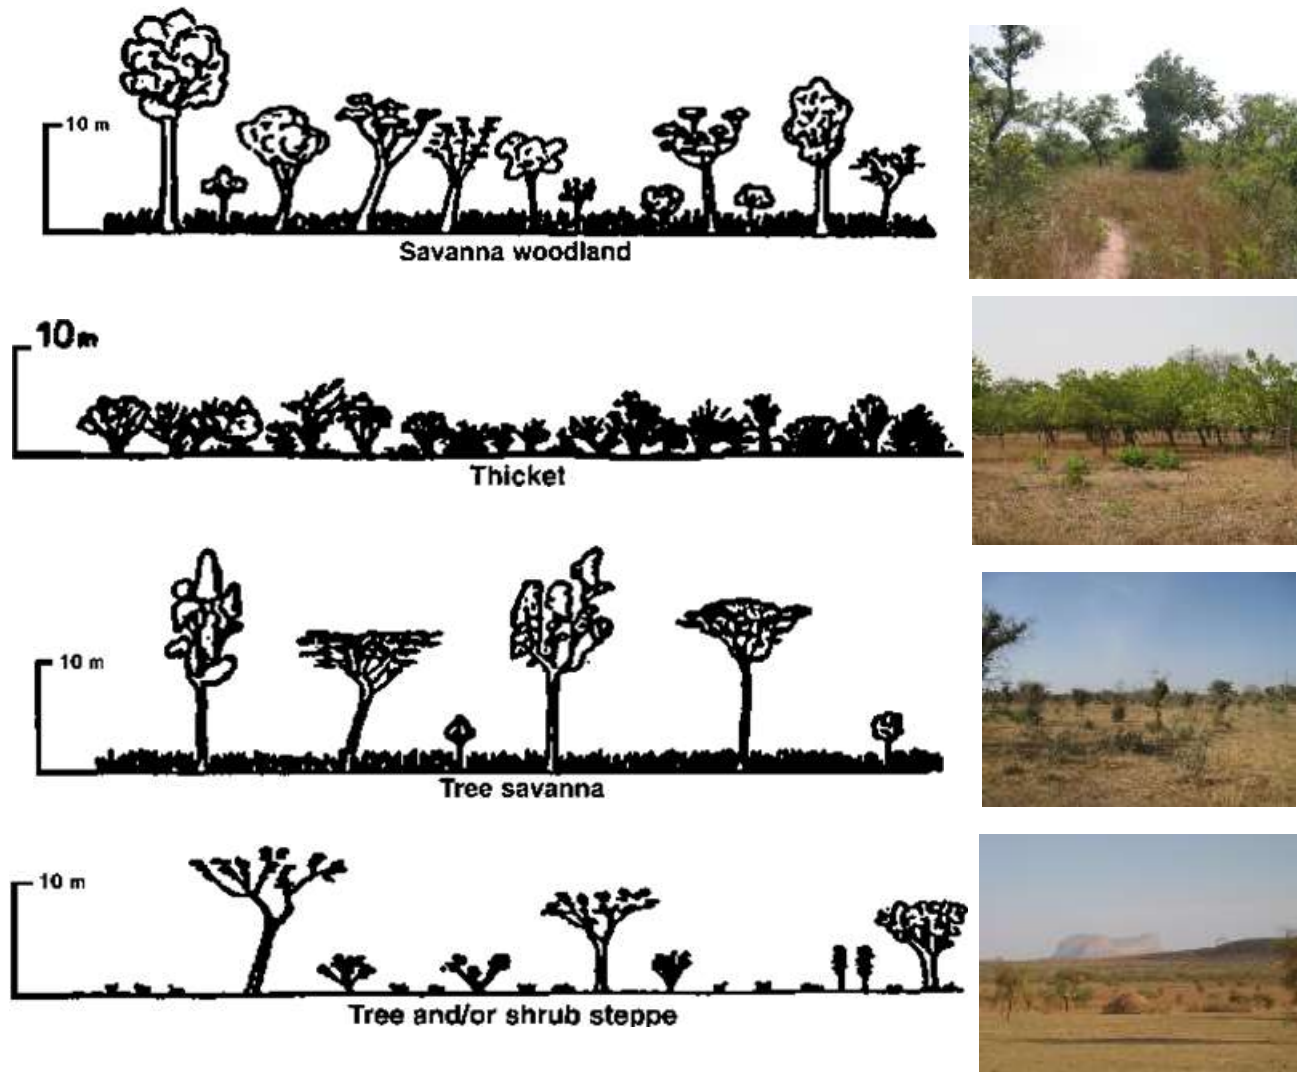 10 m
Savanna woodland
10m
Thicket
10 m
Tree savanna
10 m
Tree and/or shrub steppe